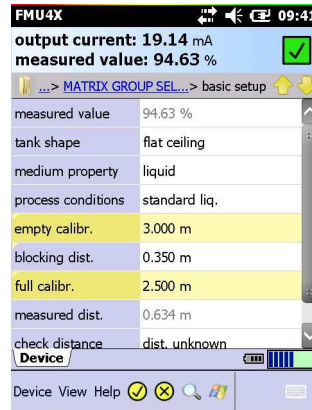 FMU4X 09:41
output current: 19.14 mA
measured value: 94.63 %
...> MATRIX GROUP SEL...> basic setup
measured value 94.63 %
tank shape flat ceiling
medium property liquid
process conditions standard liq.
empty calibr. 3.000 m
blocking dist. 0.350 m
full calibr. 2.500 m
measured dist. 0.634 m
check distance dist. unknown
Device
Device View Help